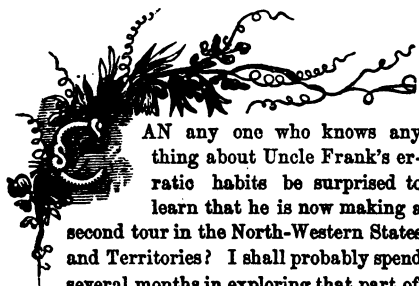 CAN any one who knows any
thing about Uncle Frank's er-
ratic habits be surprised to
learn that he is now making a
second tour in the North-Western States
and Territories? I shall probably spend
several months in exploring that part of